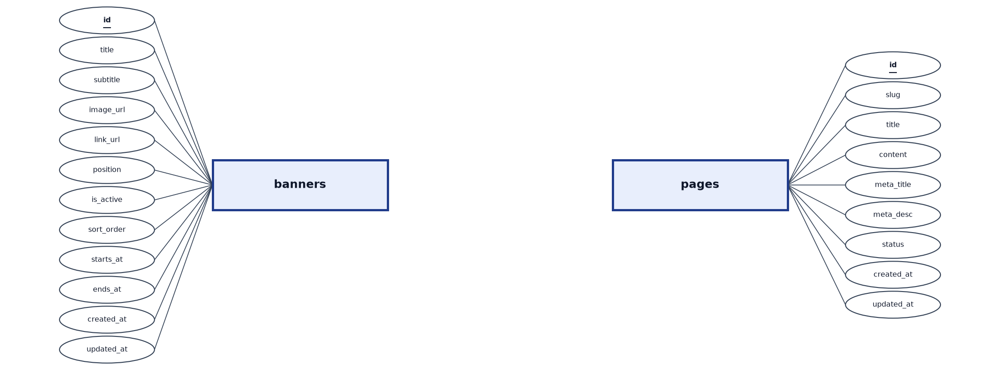 id
title
subtitle
image_url
link_url
position
is_active
sort_order
starts_at
ends_at
created_at
updated_at
banners
pages
id
slug
title
content
meta_title
meta_desc
status
created_at
updated_at